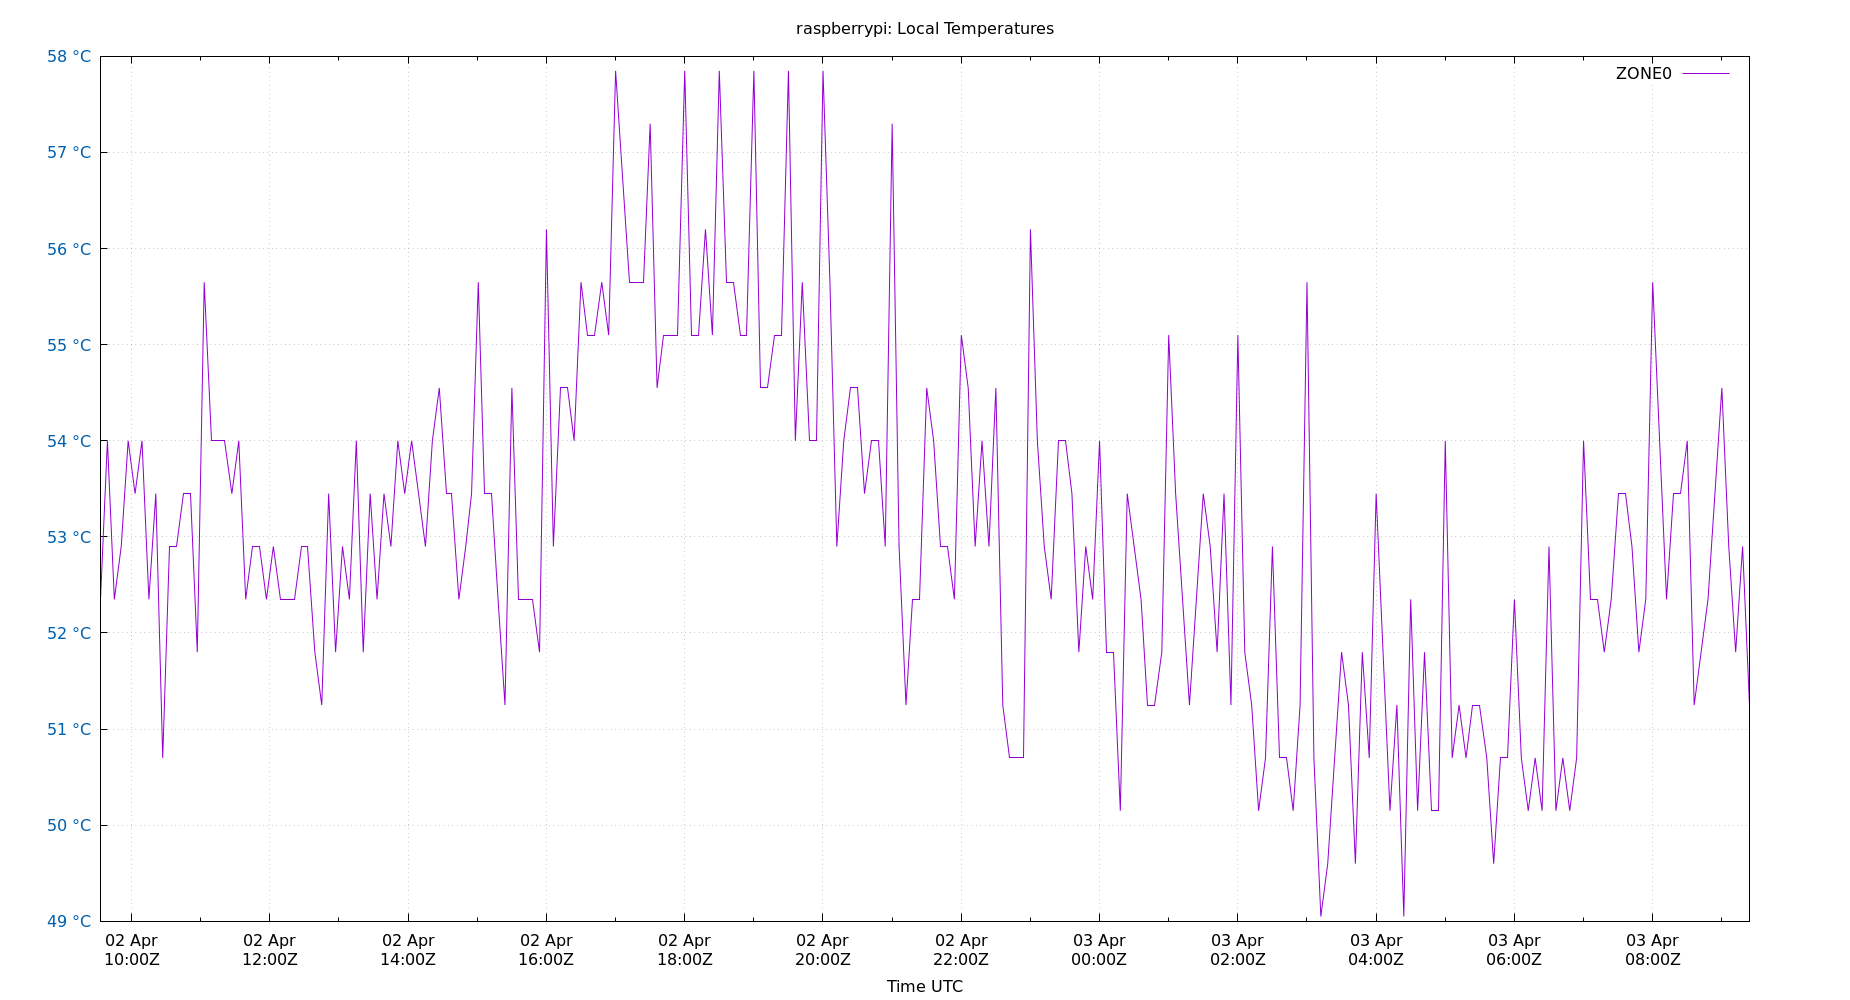 raspberrypi: Local Temperatures
58 °C
ZONE0
57 °C
56 °C
55 °C
54 °C
53 °C
52 °C
51 °C
50 °C
49 °C
02 Apr 02 Apr 02 Apr 02 Apr 02 Apr 02 Apr 02 Apr 03 Apr 03 Apr 03 Apr 03 Apr 03 Apr
10:00Z 12:00Z 14:00Z 16:00Z 18:00Z 20:00Z 22:00Z 00:00Z 02:00Z 04:00Z 06:00Z 08:00Z
Time UTC